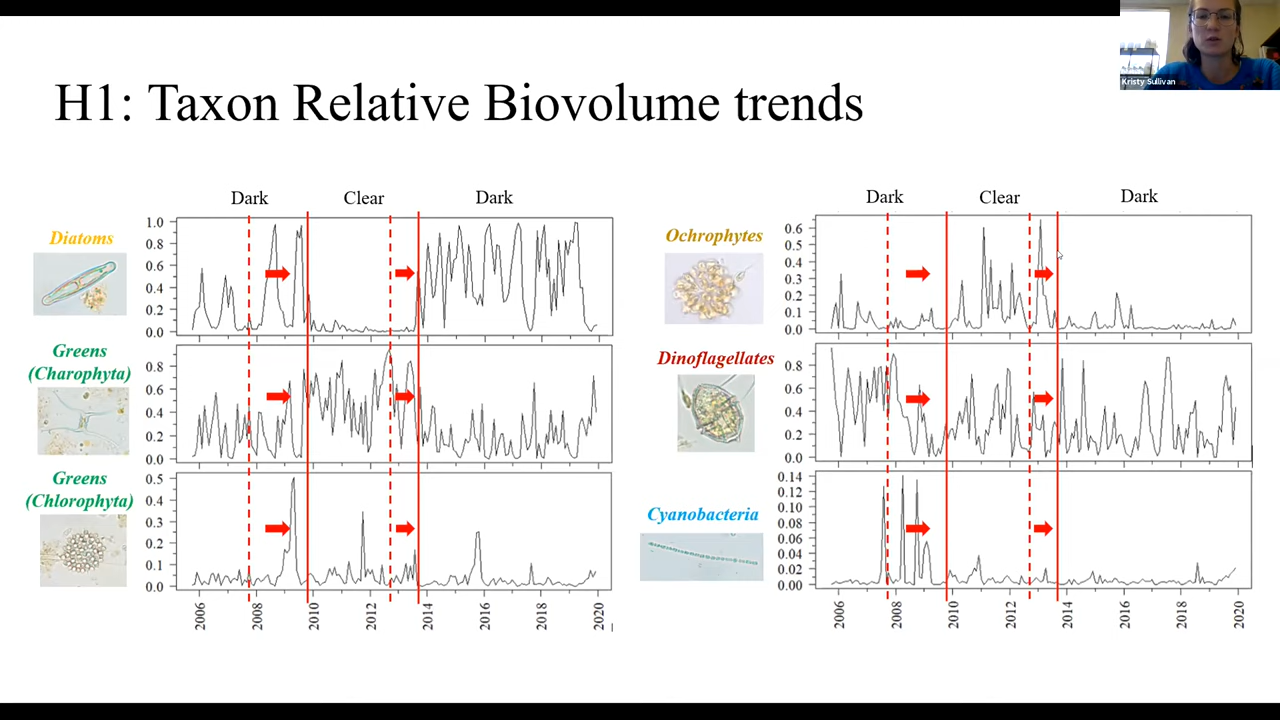 Kristy Sullivan
H1: Taxon Relative Biovolume trends
Dark Clear Dark
Diatoms
1.0
0.8
0.6
0.4
0.2
0.0
Greens
(Charophyta)
0.8
0.6
0.4
0.2
0.0
Greens
(Chlorophyta)
0.5
0.4
0.3
0.2
0.1
0.0
2006 2008 2010 2012 2014 2016 2018 2020
Dark Clear Dark
Ochrophytes
0.6
0.5
0.4
0.3
0.2
0.1
0.0
Dinoflagellates
0.8
0.6
0.4
0.2
0.0
Cyanobacteria
0.14
0.12
0.10
0.08
0.06
0.04
0.02
0.00
2006 2008 2010 2012 2014 2016 2018 2020